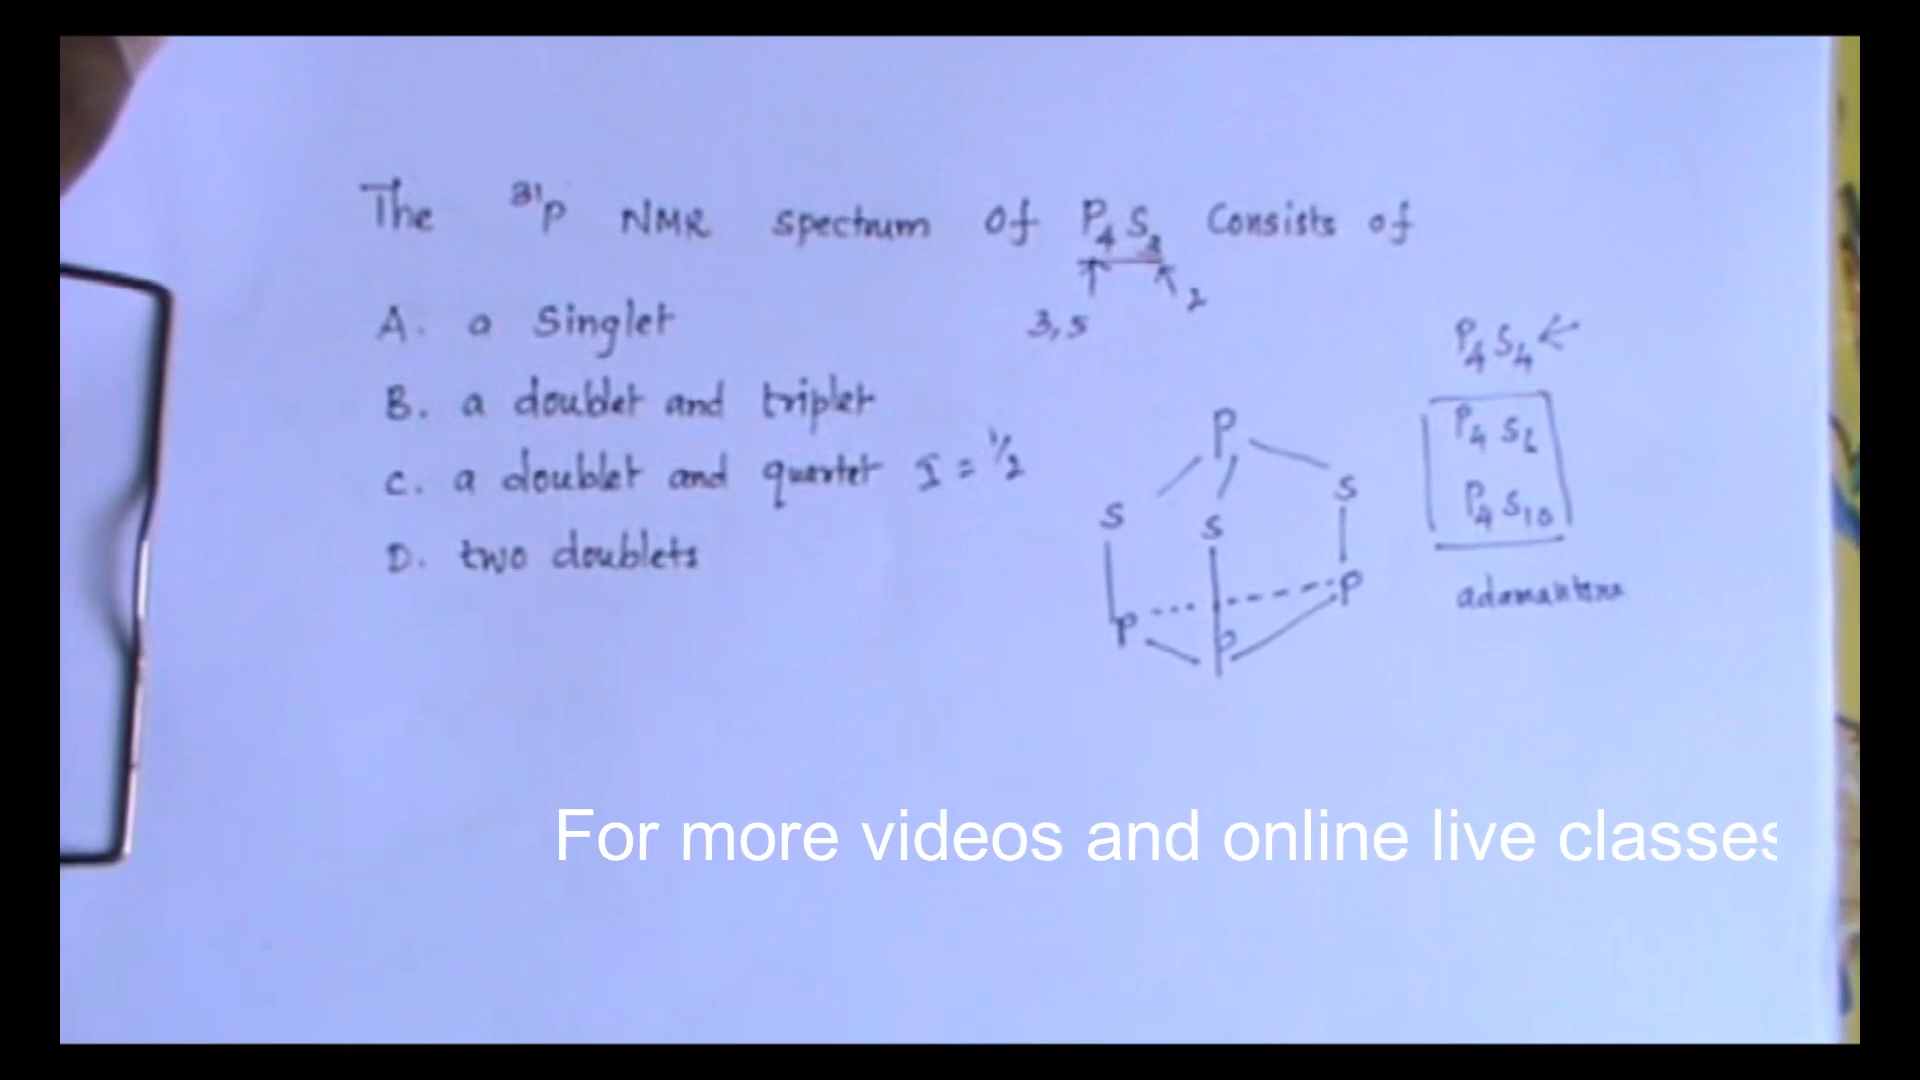 The ³¹P NMR spectrum of P₄S₃ consists of
3,5
2
A. a Singlet
B. a doublet and triplet
C. a doublet and quartet I = ½
D. two doublets
P
S S S
P P P
P₄S₄ ←
P₄S₆
P₄S₁₀
For more videos and online live classes